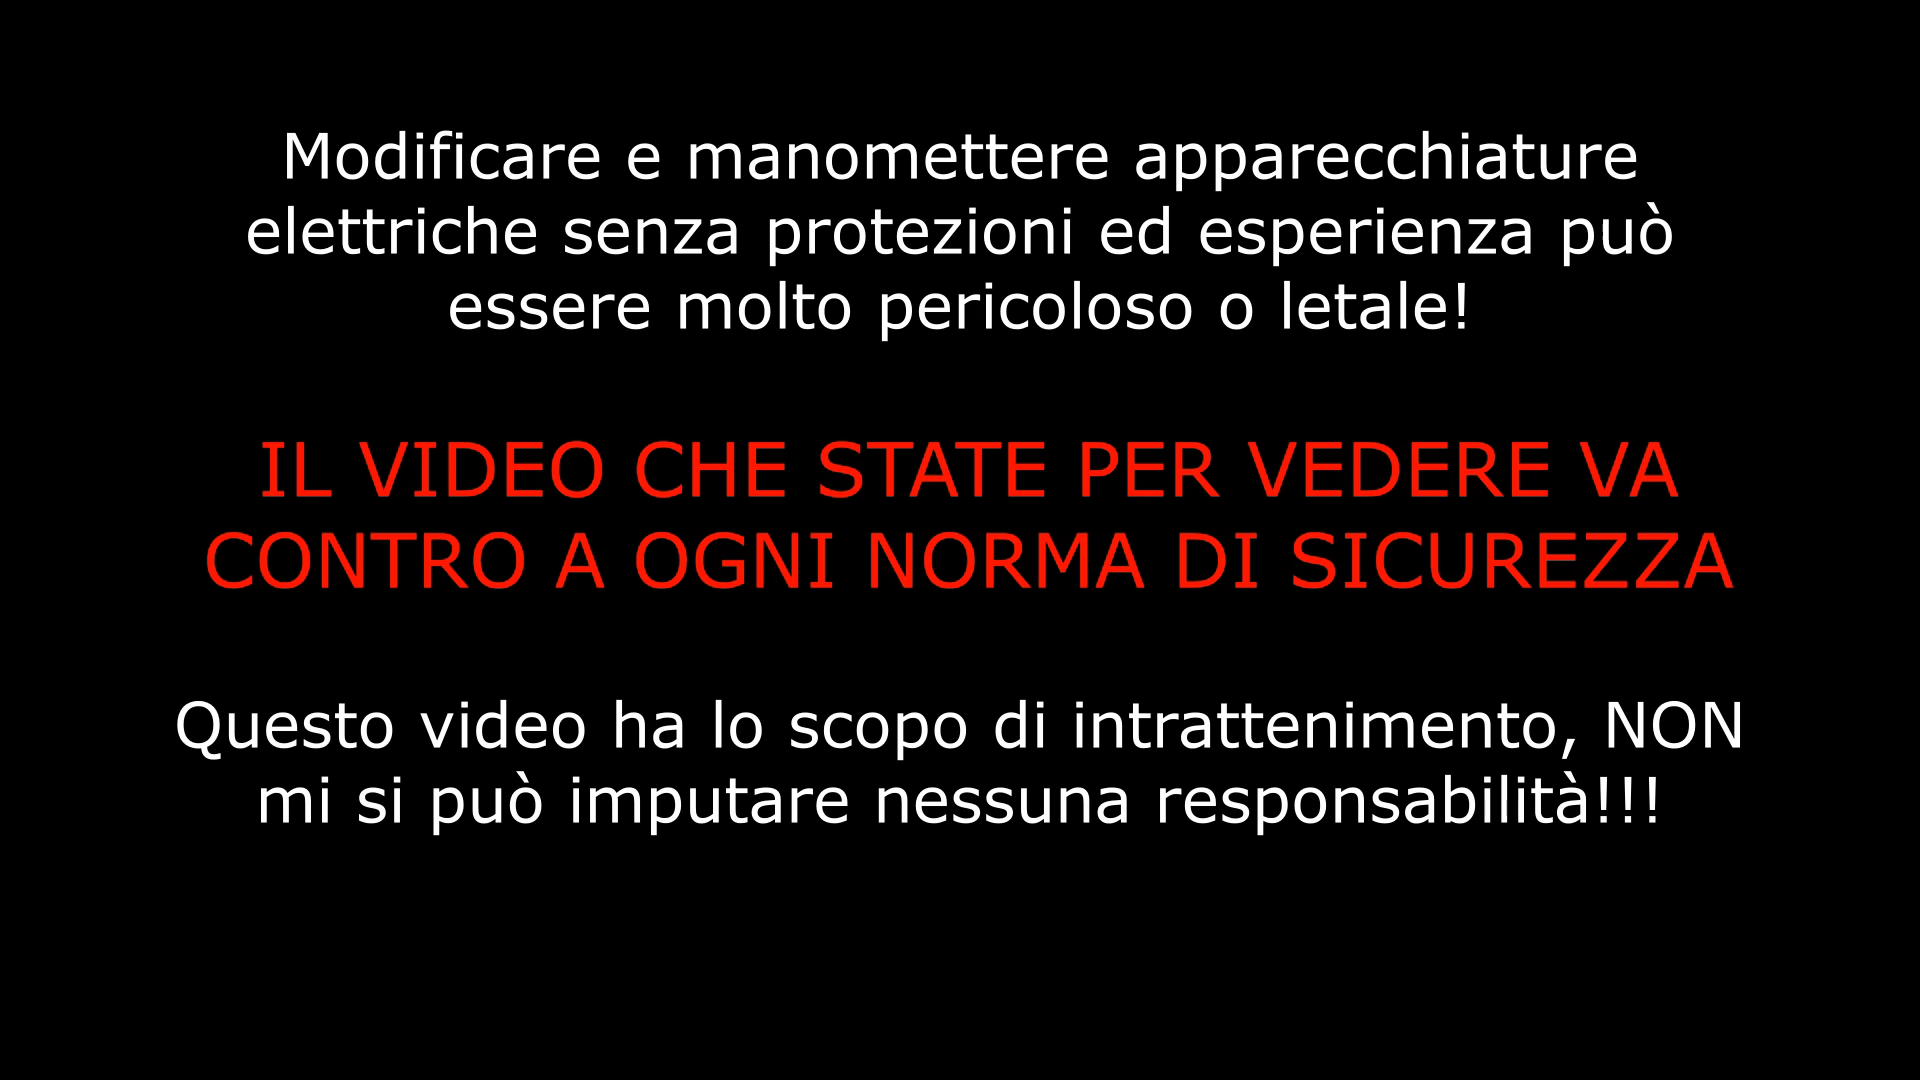 Modificare e manomettere apparecchiature
elettriche senza protezioni ed esperienza può
essere molto pericoloso o letale!
IL VIDEO CHE STATE PER VEDERE VA
CONTRO A OGNI NORMA DI SICUREZZA
Questo video ha lo scopo di intrattenimento, NON
mi si può imputare nessuna responsabilità!!!